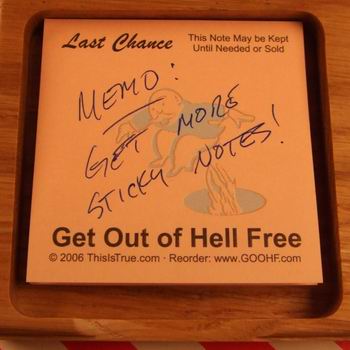 Last Chance
This Note May be Kept
Until Needed or Sold
MEMO:
GET MORE
STICKY NOTES!
Get Out of Hell Free
© 2006 ThisIsTrue.com · Reorder: www.GOOHF.com